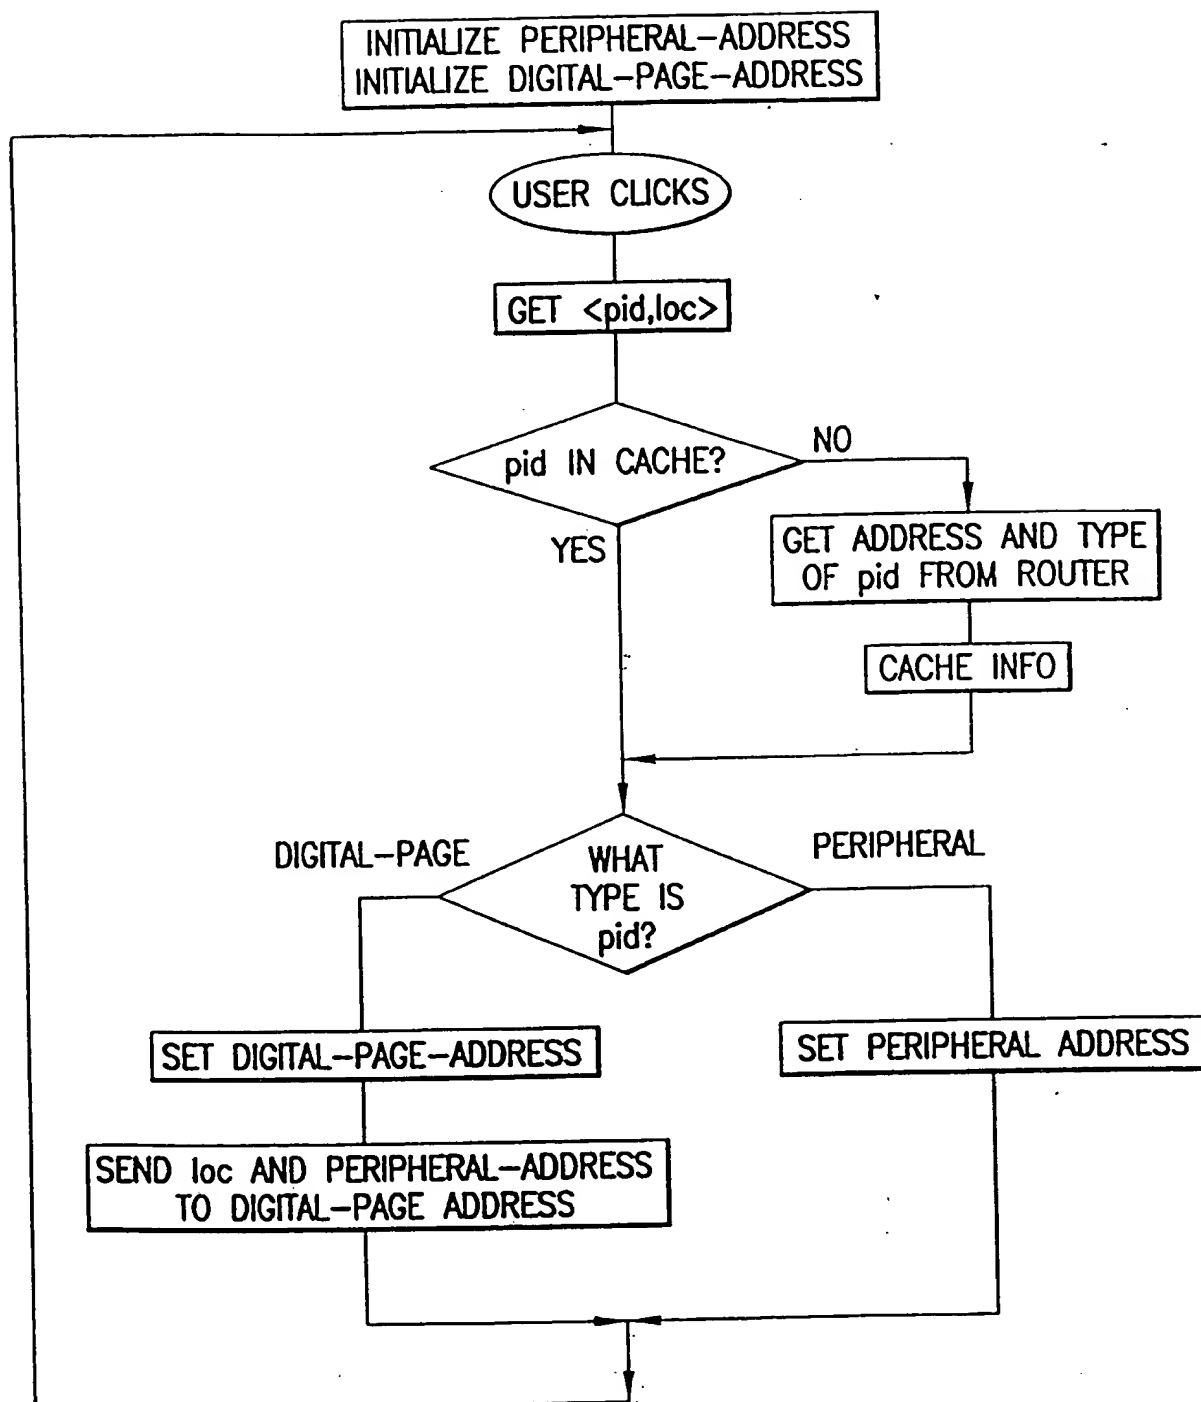 INITIALIZE PERIPHERAL-ADDRESS
INITIALIZE DIGITAL-PAGE-ADDRESS
USER CLICKS
GET <pid,loc>
pid IN CACHE?
NO
YES
GET ADDRESS AND TYPE
OF pid FROM ROUTER
CACHE INFO
DIGITAL-PAGE
WHAT
TYPE IS
pid?
PERIPHERAL
SET DIGITAL-PAGE-ADDRESS
SET PERIPHERAL ADDRESS
SEND loc AND PERIPHERAL-ADDRESS
TO DIGITAL-PAGE ADDRESS